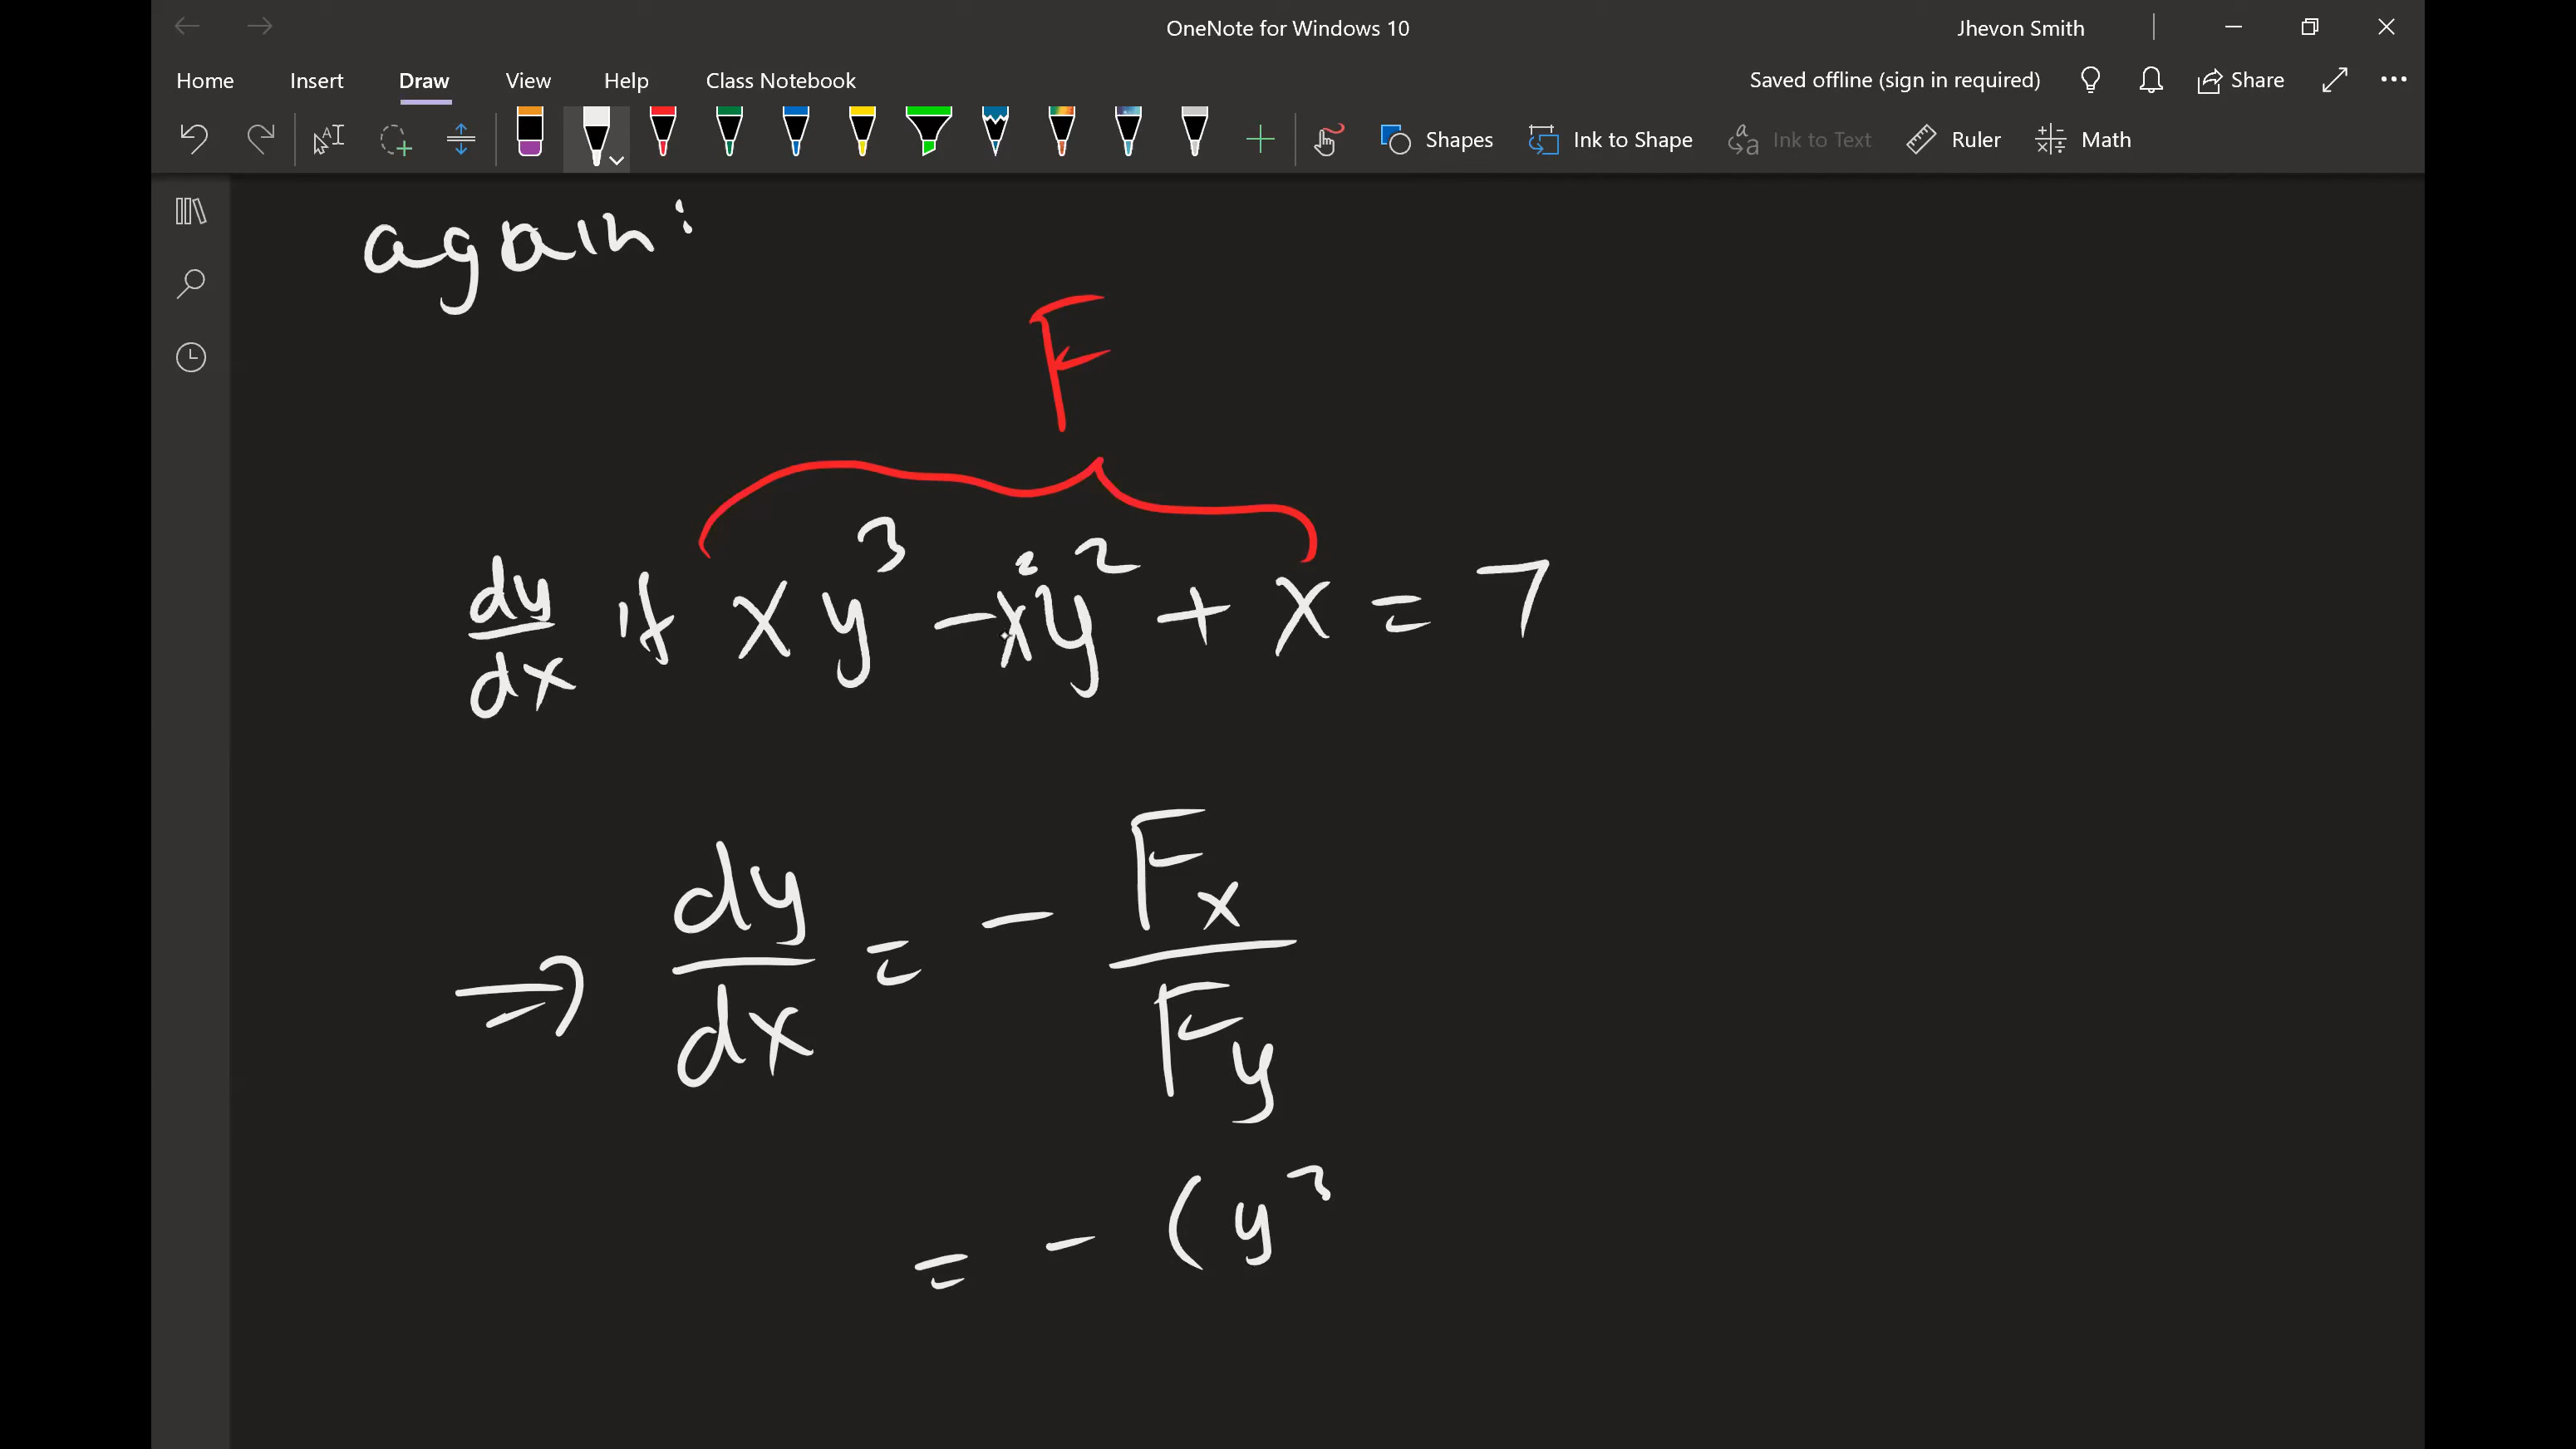 OneNote for Windows 10 Jhevon Smith
Home Insert Draw View Help Class Notebook Saved offline (sign in required) Share
Shapes Ink to Shape Ink to Text Ruler Math
again:
F
dy/dx if xy³ - x²y² + x = 7
⇒ dy/dx = - Fx/Fy
= - (y³